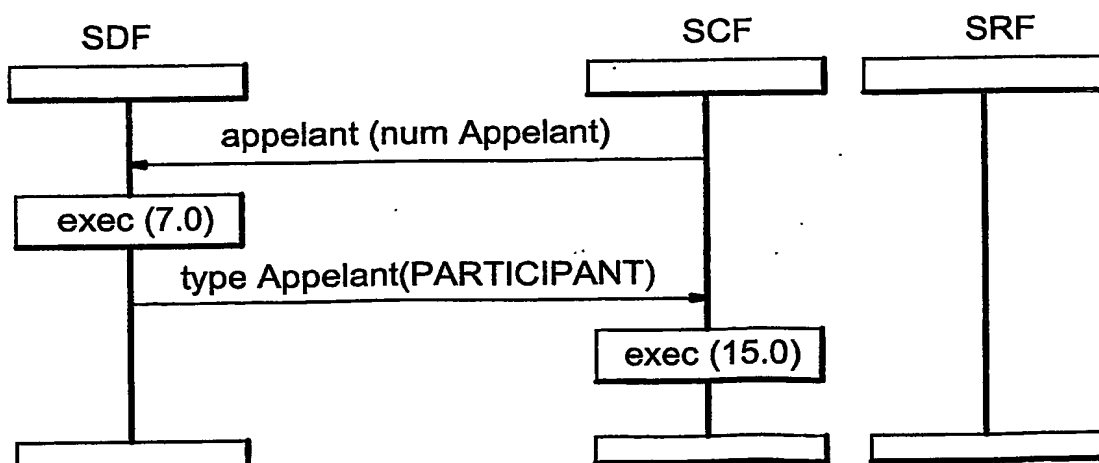 SDF SCF SRF
appelant (num Appelant)
exec (7.0)
type Appelant(PARTICIPANT)
exec (15.0)